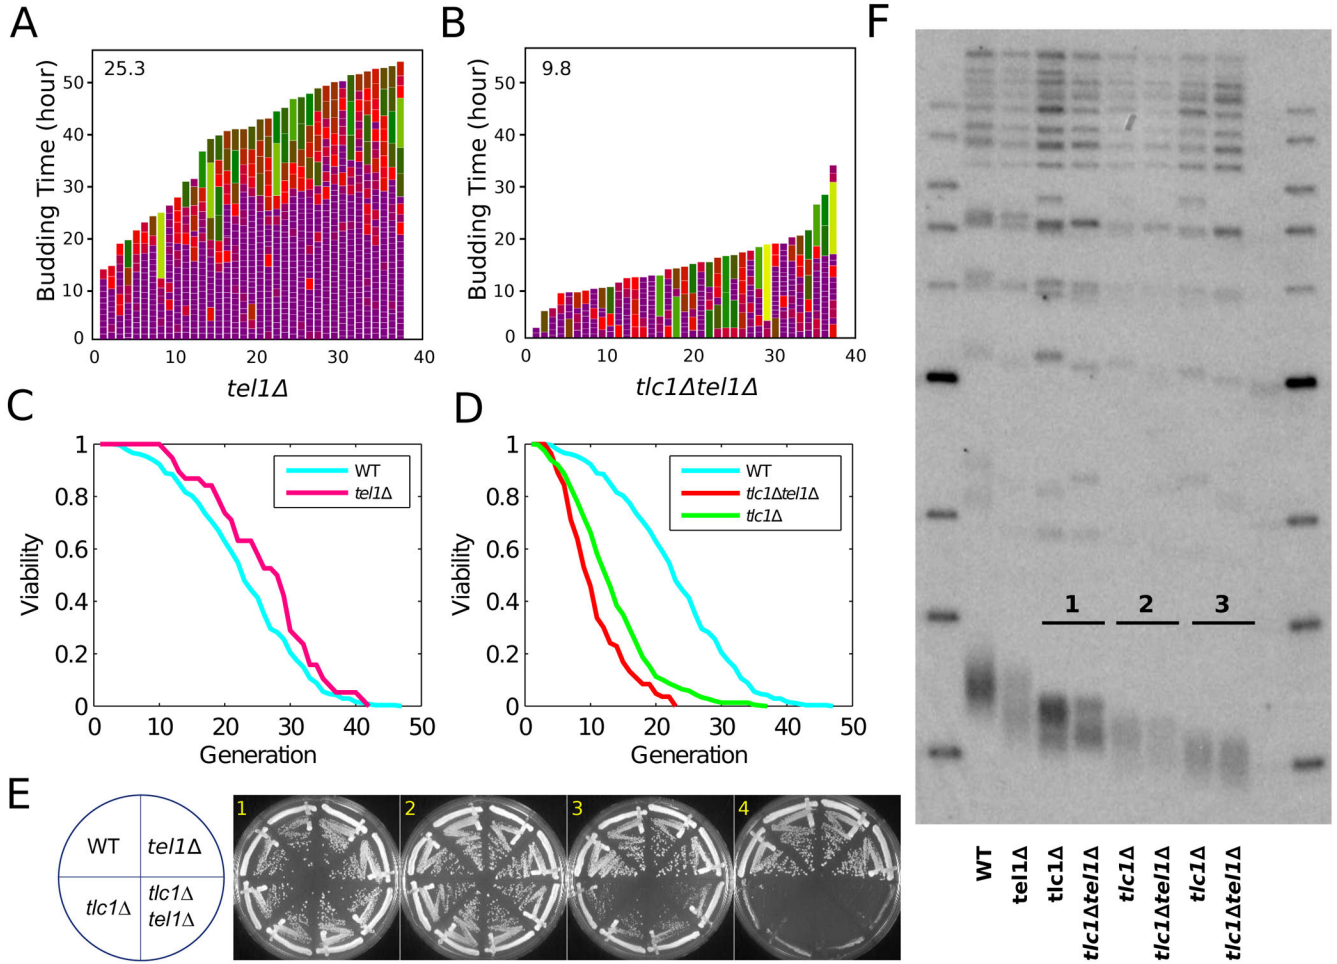 A
25.3
Budding Time (hour)
50
40
30
20
10
0
0 10 20 30 40
tel1Δ
B
9.8
Budding Time (hour)
50
40
30
20
10
0
0 10 20 30 40
tlc1Δtel1Δ
C
1
0.8
0.6
0.4
0.2
0
Viability
WT
tel1Δ
0 10 20 30 40 50
Generation
D
1
0.8
0.6
0.4
0.2
0
Viability
WT
tlc1Δtel1Δ
tlc1Δ
0 10 20 30 40 50
Generation
E
WT
tel1Δ
tlc1Δ
tlc1Δ
tel1Δ
1
2
3
4
F
1 2 3
WT
tel1Δ
tlc1Δ
tlc1Δtel1Δ
tlc1Δ
tlc1Δtel1Δ
tlc1Δ
tlc1Δtel1Δ